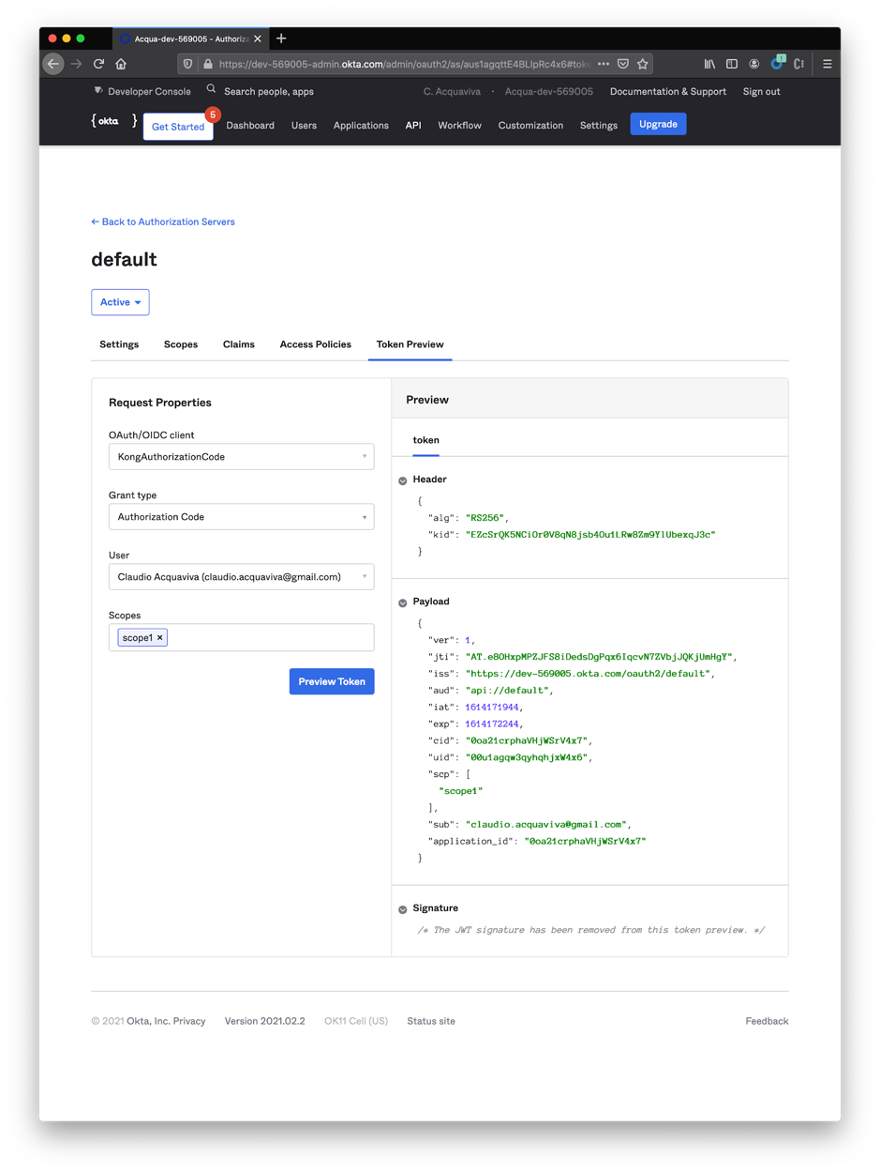 Acqua-dev-569005 - Authoriz
https://dev-569005-admin.okta.com/admin/oauth2/as/aus1agqttE4BLlpRc4x6#tok
1
Developer Console Search people, apps C. Acquaviva · Acqua-dev-569005 Documentation & Support Sign out
{ okta } Get Started 5 Dashboard Users Applications API Workflow Customization Settings Upgrade
← Back to Authorization Servers
default
Active
Settings Scopes Claims Access Policies Token Preview
Request Properties
OAuth/OIDC client
KongAuthorizationCode
Grant type
Authorization Code
User
Claudio Acquaviva (claudio.acquaviva@gmail.com)
Scopes
scope1 ×
Preview Token
Preview
token
Header
{
"alg": "RS256",
"kid": "EZcSrQK5NCiOr0V8qN8jsb4Ou1LRw8Zm9YlUbexqJ3c"
}
Payload
{
"ver": 1,
"jti": "AT.e8OHxpMPZJFS8iDedsDgPqx6IqcvN7ZVbjJQKjUmHgY",
"iss": "https://dev-569005.okta.com/oauth2/default",
"aud": "api://default",
"iat": 1614171944,
"exp": 1614172244,
"cid": "0oa21crphaVHjWSrV4x7",
"uid": "00u1agqw3qyhqhjxW4x6",
"scp": [
"scope1"
],
"sub": "claudio.acquaviva@gmail.com",
"application_id": "0oa21crphaVHjWSrV4x7"
}
Signature
/* The JWT signature has been removed from this token preview. */
© 2021 Okta, Inc. Privacy Version 2021.02.2 OK11 Cell (US) Status site Feedback